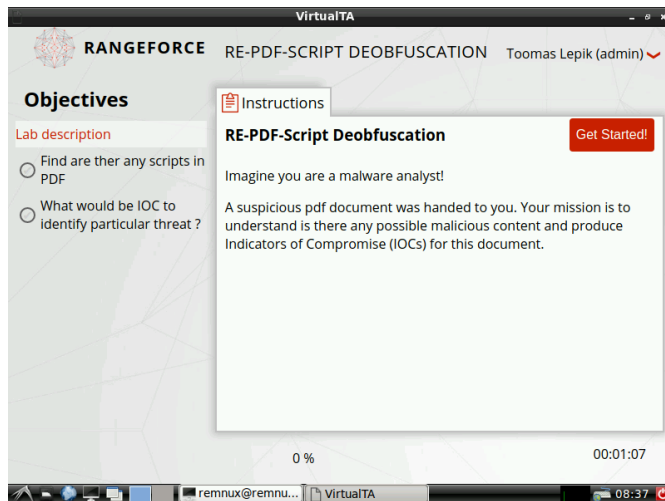 VirtualTA
RANGEFORCE
RE-PDF-SCRIPT DEOBFUSCATION
Toomas Lepik (admin)
Objectives
Lab description
Find are ther any scripts in
PDF
What would be IOC to
identify particular threat ?
Instructions
RE-PDF-Script Deobfuscation
Get Started!
Imagine you are a malware analyst!
A suspicious pdf document was handed to you. Your mission is to
understand is there any possible malicious content and produce
Indicators of Compromise (IOCs) for this document.
0 %
00:01:07
remnux@remnu...
VirtualTA
08:37